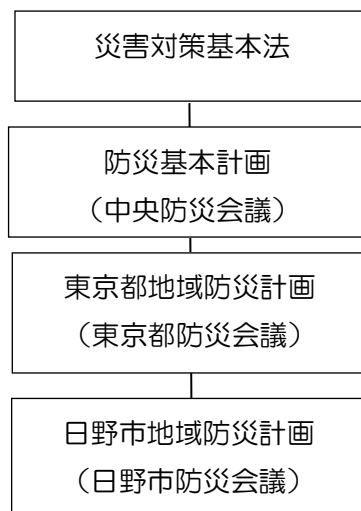 災害対策基本法
防災基本計画
（中央防災会議）
東京都地域防災計画
（東京都防災会議）
日野市地域防災計画
（日野市防災会議）